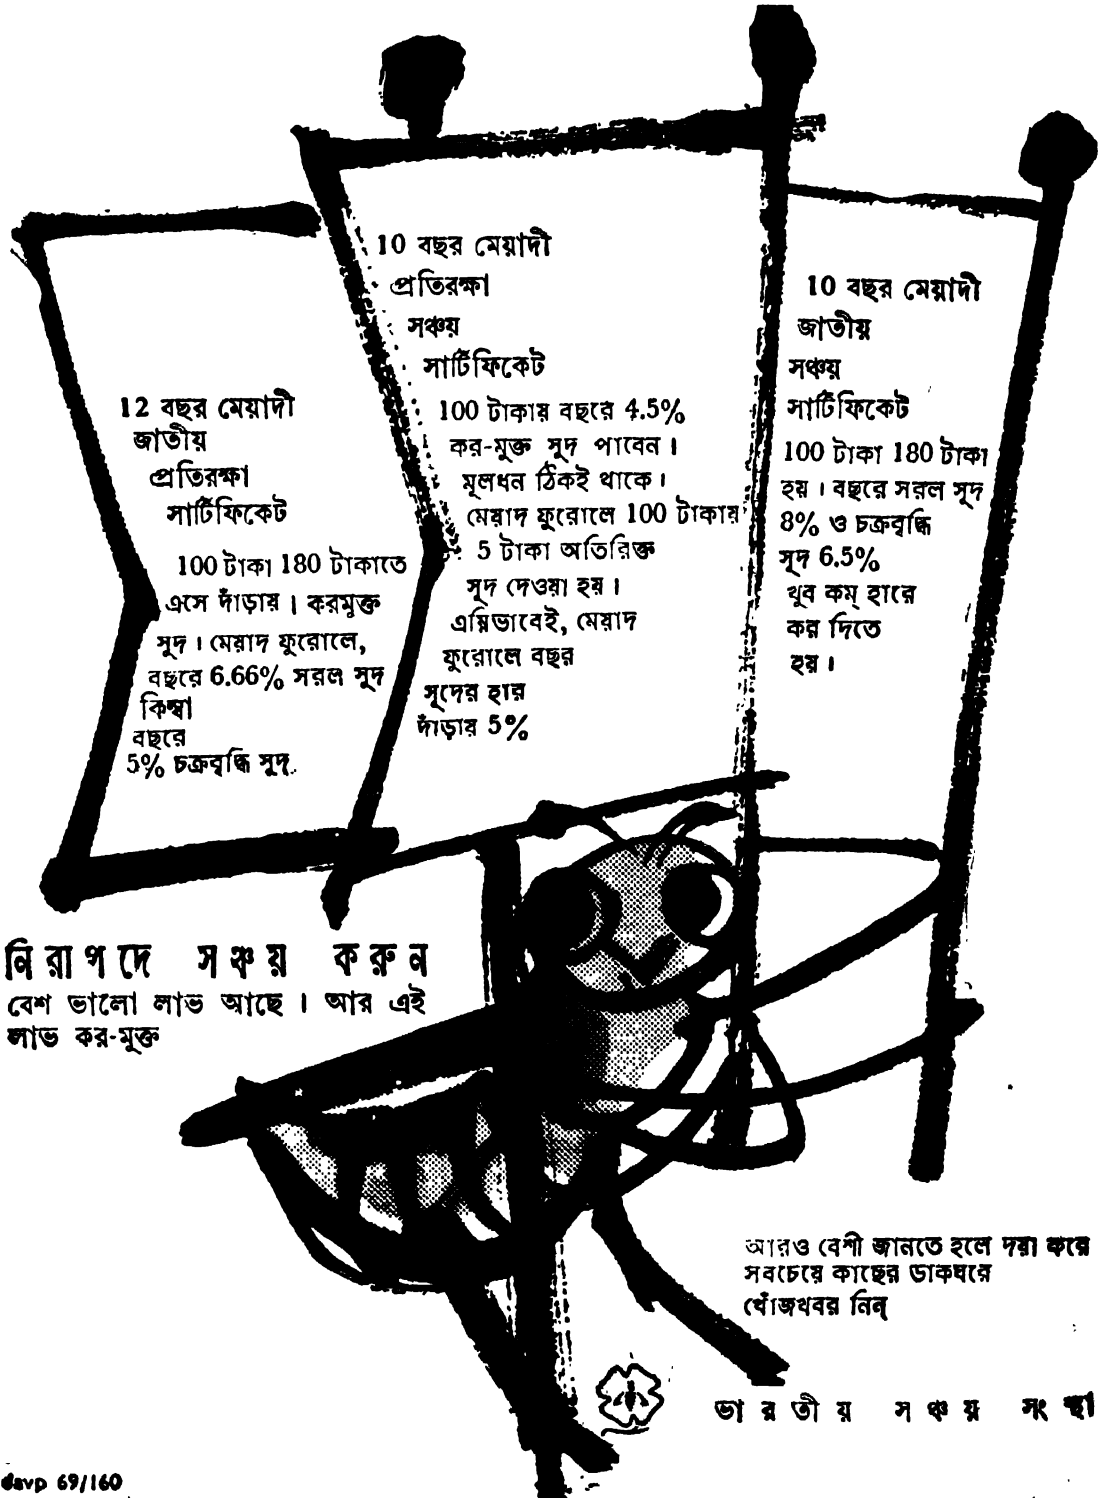 12 বছর মেয়াদী
জাতীয়
প্রতিরক্ষা
সার্টিফিকেট
100 টাকা 180 টাকাতে
এসে দাঁড়ায় । করমুক্ত
সুদ । মেয়াদ ফুরোলে,
বছরে 6.66% সরল সুদ
কিম্বা
বছরে
5% চক্রবৃদ্ধি সুদ
10 বছর মেয়াদী
প্রতিরক্ষা
সঞ্চয়
সার্টিফিকেট
100 টাকায় বছরে 4.5%
কর-মুক্ত সুদ পাবেন ।
মূলধন ঠিকই থাকে ।
মেয়াদ ফুরোলে 100 টাকায়
5 টাকা অতিরিক্ত
সুদ দেওয়া হয় ।
এম্নিভাবেই, মেয়াদ
ফুরোলে বছর
সুদের হার
দাঁড়ায় 5%
10 বছর মেয়াদী
জাতীয়
সঞ্চয়
সার্টিফিকেট
100 টাকা 180 টাকা
হয় । বছরে সরল সুদ
8% ও চক্রবৃদ্ধি
সুদ 6.5%
খুব কম্ হারে
কর দিতে
হয় ।
নিরাপদে সঞ্চয় করুন
বেশ ভালো লাভ আছে । আর এই
লাভ কর-মুক্ত
আরও বেশী জানতে হলে দয়া করে
সবচেয়ে কাছের ডাকঘরে
খোঁজখবর নিন্
ভারতীয় সঞ্চয় সংস্থা
davp 69/160